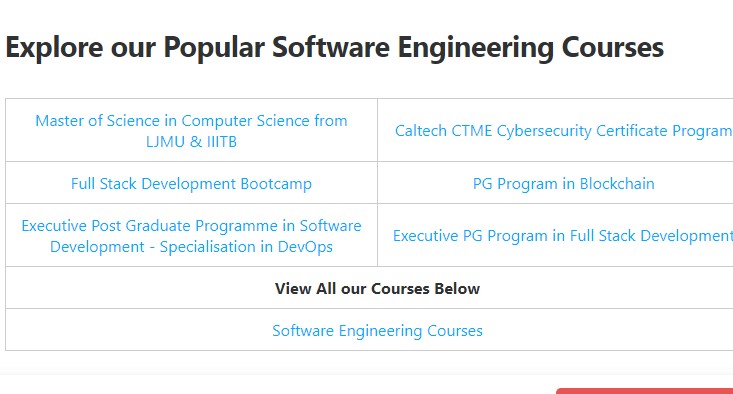 Explore our Popular Software Engineering Courses
Master of Science in Computer Science from
LJMU & IIITB
Caltech CTME Cybersecurity Certificate Program
Full Stack Development Bootcamp
PG Program in Blockchain
Executive Post Graduate Programme in Software
Development - Specialisation in DevOps
Executive PG Program in Full Stack Development
View All our Courses Below
Software Engineering Courses